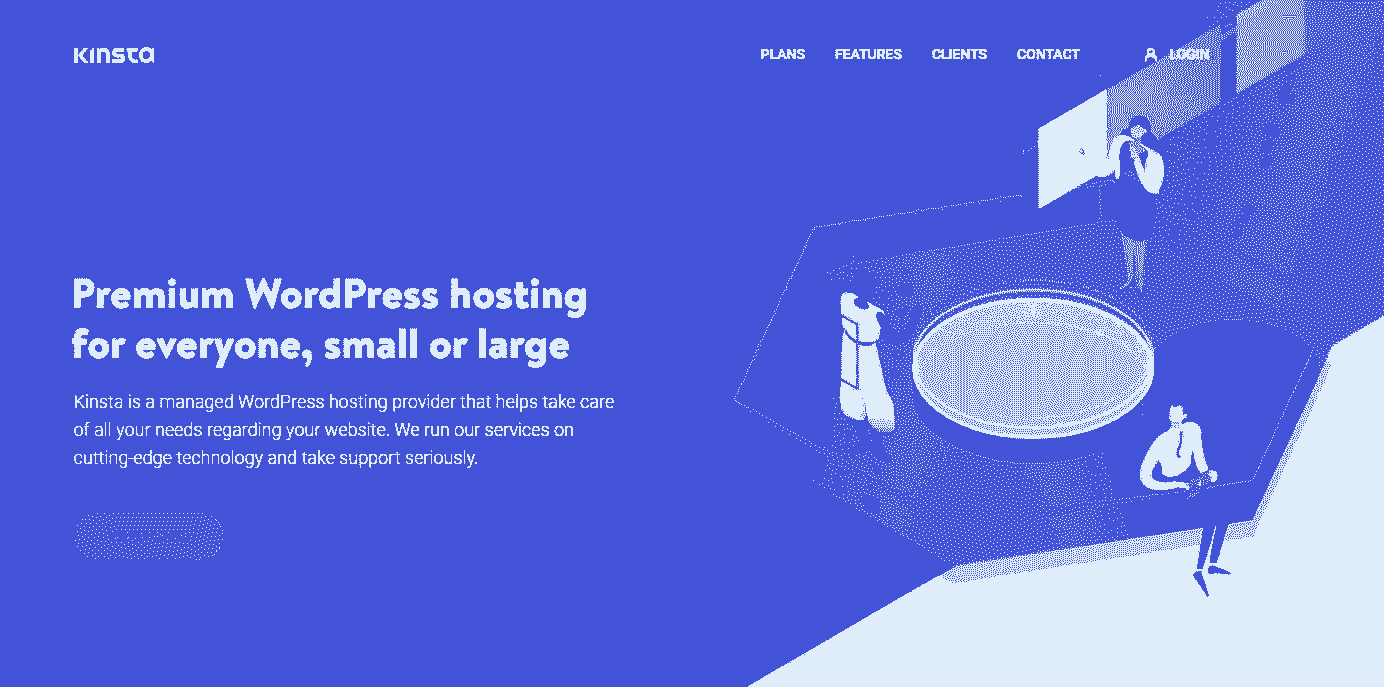 KINSTA
PLANS FEATURES CLIENTS CONTACT LOGIN
Premium WordPress hosting
for everyone, small or large
Kinsta is a managed WordPress hosting provider that helps take care
of all your needs regarding your website. We run our services on
cutting-edge technology and take support seriously.